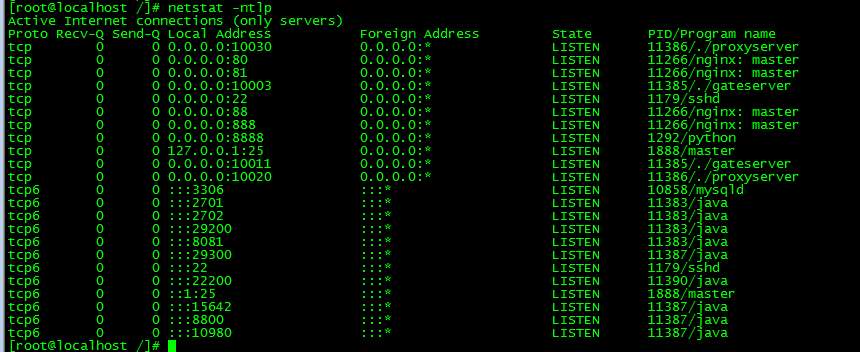 [root@localhost /]# netstat -ntlp
Active Internet connections (only servers)
Proto Recv-Q Send-Q Local Address           Foreign Address         State       PID/Program name
tcp        0      0 0.0.0.0:10030           0.0.0.0:*               LISTEN      11386/./proxyserver
tcp        0      0 0.0.0.0:80              0.0.0.0:*               LISTEN      11266/nginx: master
tcp        0      0 0.0.0.0:81              0.0.0.0:*               LISTEN      11266/nginx: master
tcp        0      0 0.0.0.0:10003           0.0.0.0:*               LISTEN      11385/./gateserver
tcp        0      0 0.0.0.0:22              0.0.0.0:*               LISTEN      1179/sshd
tcp        0      0 0.0.0.0:88              0.0.0.0:*               LISTEN      11266/nginx: master
tcp        0      0 0.0.0.0:888             0.0.0.0:*               LISTEN      11266/nginx: master
tcp        0      0 0.0.0.0:8888            0.0.0.0:*               LISTEN      1292/python
tcp        0      0 127.0.0.1:25            0.0.0.0:*               LISTEN      1888/master
tcp        0      0 0.0.0.0:10011           0.0.0.0:*               LISTEN      11385/./gateserver
tcp        0      0 0.0.0.0:10020           0.0.0.0:*               LISTEN      11386/./proxyserver
tcp6       0      0 :::3306                 :::*                    LISTEN      10858/mysqld
tcp6       0      0 :::2701                 :::*                    LISTEN      11383/java
tcp6       0      0 :::2702                 :::*                    LISTEN      11383/java
tcp6       0      0 :::29200                :::*                    LISTEN      11383/java
tcp6       0      0 :::8081                 :::*                    LISTEN      11383/java
tcp6       0      0 :::29300                :::*                    LISTEN      11387/java
tcp6       0      0 :::22                   :::*                    LISTEN      1179/sshd
tcp6       0      0 :::22200                :::*                    LISTEN      11390/java
tcp6       0      0 ::1:25                  :::*                    LISTEN      1888/master
tcp6       0      0 :::15642                :::*                    LISTEN      11387/java
tcp6       0      0 :::8800                 :::*                    LISTEN      11387/java
tcp6       0      0 :::10980                :::*                    LISTEN      11387/java
[root@localhost /]#